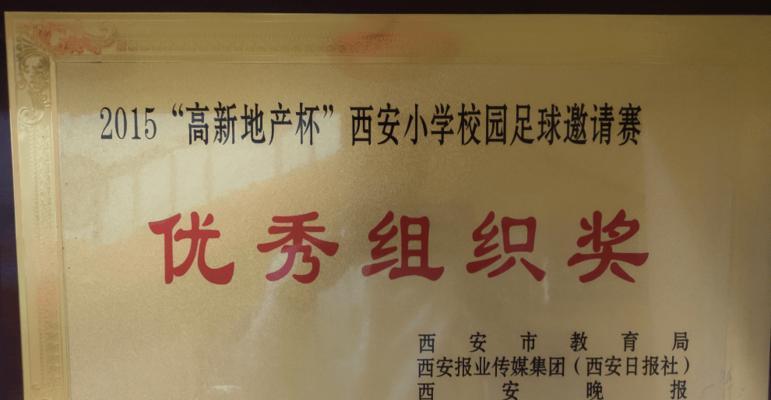 2015“高新地产杯”西安小学校园足球邀请赛
优秀组织奖
西安市教育局
西安报业传媒集团(西安日报社)
西安晚报